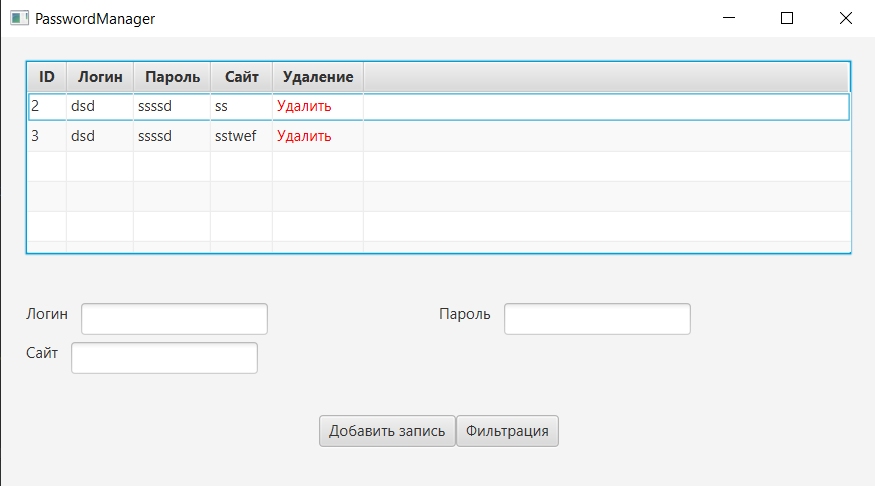 PasswordManager
ID Логин Пароль Сайт Удаление
2 dsd ssssd ss Удалить
3 dsd ssssd sstwef Удалить
Логин Пароль
Сайт
Добавить запись Фильтрация